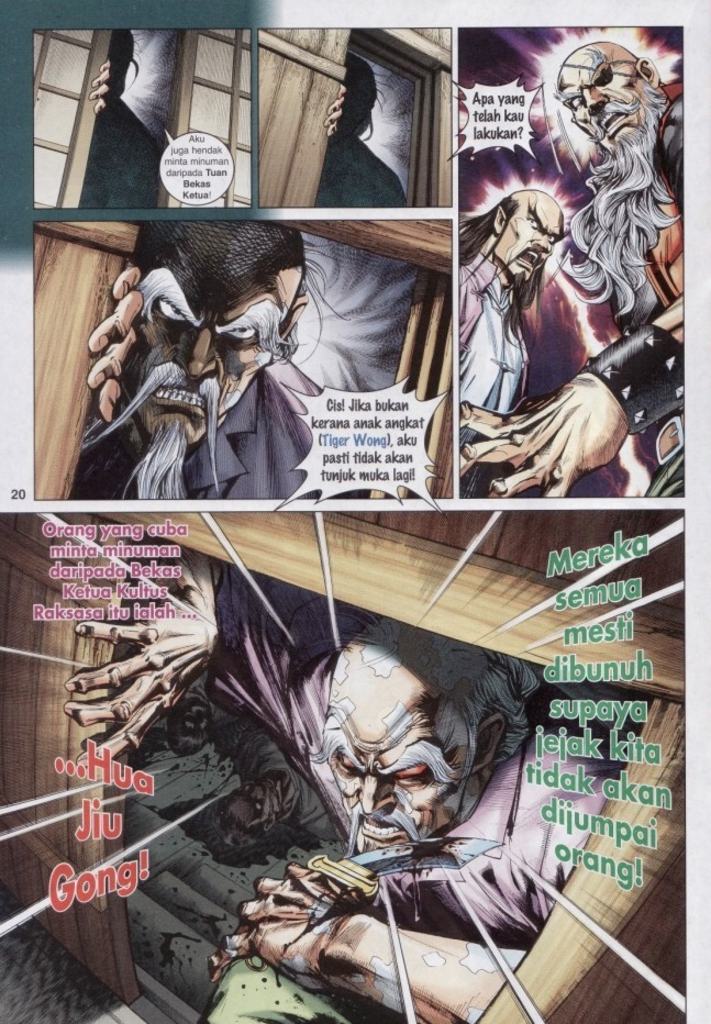 Aku
juga hendak
minta minuman
daripada Tuan
Bekas
Ketua!
Apa yang
telah kau
lakukan?
Cis! Jika bukan
kerana anak angkat
(Tiger Wong), aku
pasti tidak akan
tunjuk muka lagi!
20
Orang yang cuba
minta minuman
daripada Bekas
Ketua Kultus
Raksasa itu ialah ...
...Hua
Jiu
Gong!
Mereka
semua
mesti
dibunuh
supaya
jejak kita
tidak akan
dijumpai
orang!